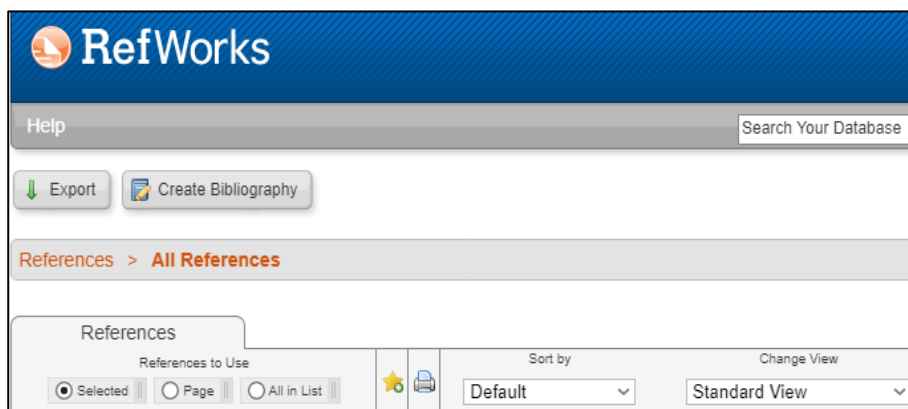 RefWorks
Help
Search Your Database
Export Create Bibliography
References > All References
References
References to Use
Selected Page All in List
Sort by
Default
Change View
Standard View